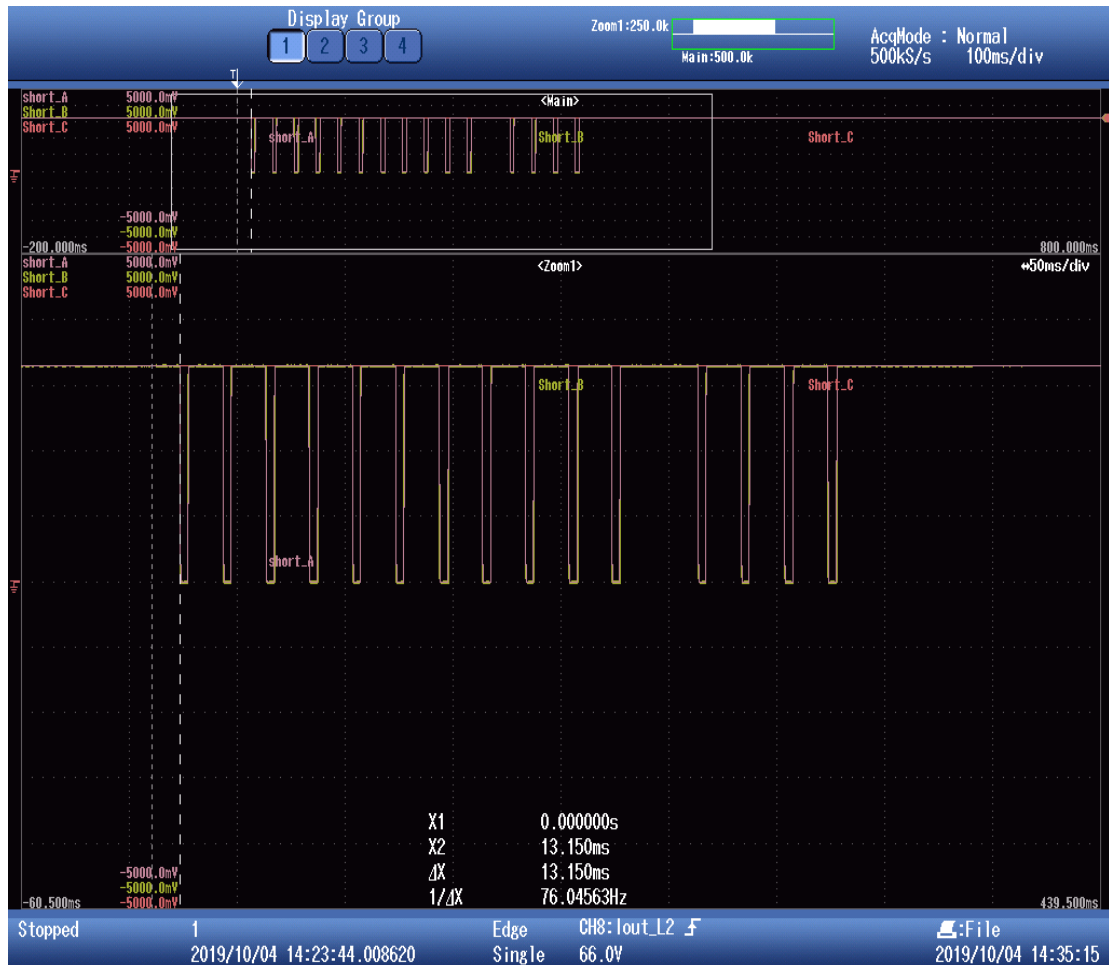 Display Group
1 2 3 4
Zoom1:250.0k
Main:500.0k
AcqMode : Normal
500kS/s 100ms/div
T
short_A 5000.0mV
Short_B 5000.0mV
Short_C 5000.0mV
<Main>
short_A
Short_B
Short_C
-5000.0mV
-5000.0mV
-200.000ms -5000.0mV 800.000ms
short_A 5000.0mV
Short_B 5000.0mV
Short_C 5000.0mV
<Zoom1>
50ms/div
Short_B
Short_C
short_A
X1 0.000000s
X2 13.150ms
ΔX 13.150ms
1/ΔX 76.04563Hz
-5000.0mV
-5000.0mV
-60.500ms -5000.0mV 439.500ms
Stopped 1 Edge CH8:Iout_L2 :File
2019/10/04 14:23:44.008620 Single 66.0V 2019/10/04 14:35:15